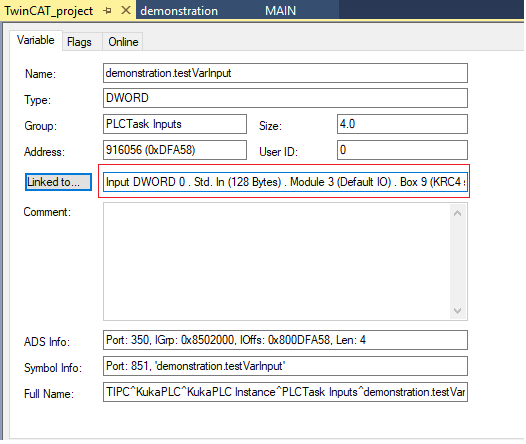 TwinCAT_project demonstration MAIN
Variable Flags Online
Name: demonstration.testVarInput
Type: DWORD
Group: PLCTask Inputs Size: 4.0
Address: 916056 (0xDFA58) User ID: 0
Linked to... Input DWORD 0 . Std. In (128 Bytes) . Module 3 (Default IO) . Box 9 (KRC4
Comment:
ADS Info: Port: 350, IGrp: 0x8502000, IOffs: 0x800DFA58, Len: 4
Symbol Info: Port: 851, 'demonstration.testVarInput'
Full Name: TIPC^KukaPLC^KukaPLC Instance^PLCTask Inputs^demonstration.testVar